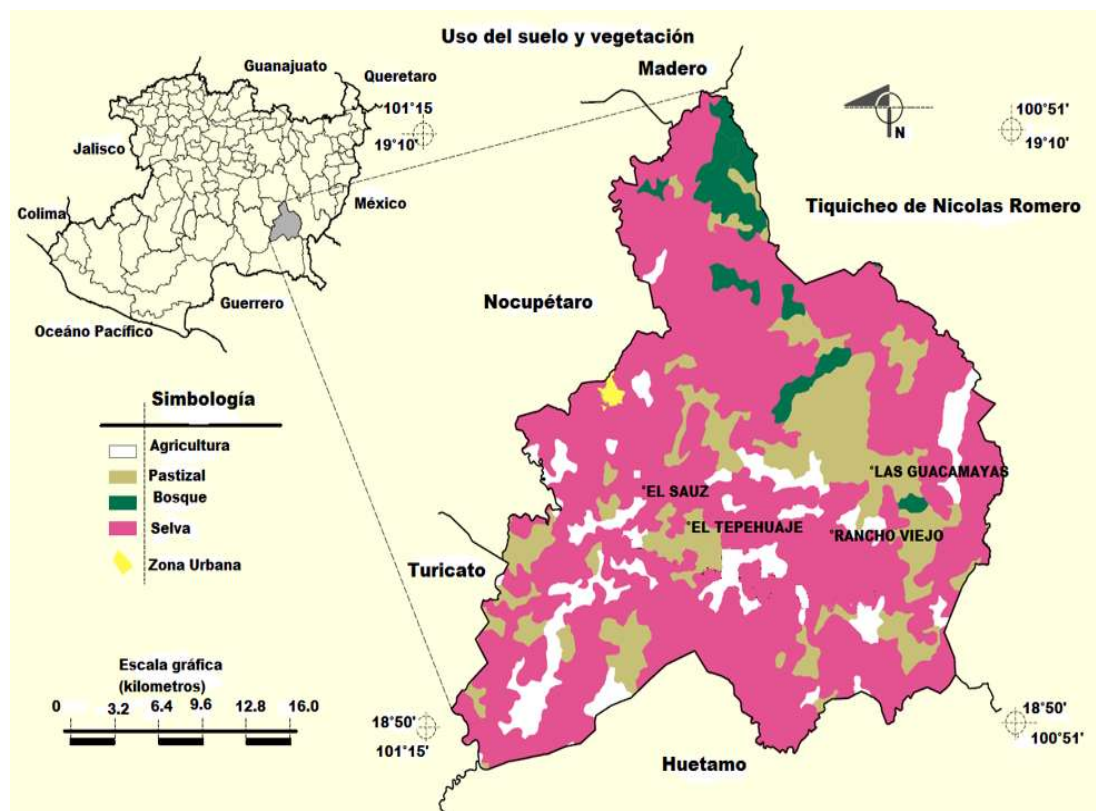 Uso del suelo y vegetación
Madero
Guanajuato
Queretaro
101°15
19°10'
Jalisco
Colima
México
Guerrero
Oceáno Pacífico
N
100°51'
19°10'
Tiquicheo de Nicolas Romero
Nocupétaro
Simbología
Agricultura
Pastizal
Bosque
Selva
Zona Urbana
°LAS GUACAMAYAS
°EL SAUZ
°EL TEPEHUAJE
°RANCHO VIEJO
Turicato
Escala gráfica
(kilometros)
0 3.2 6.4 9.6 12.8 16.0
18°50'
101°15'
18°50'
100°51'
Huetamo